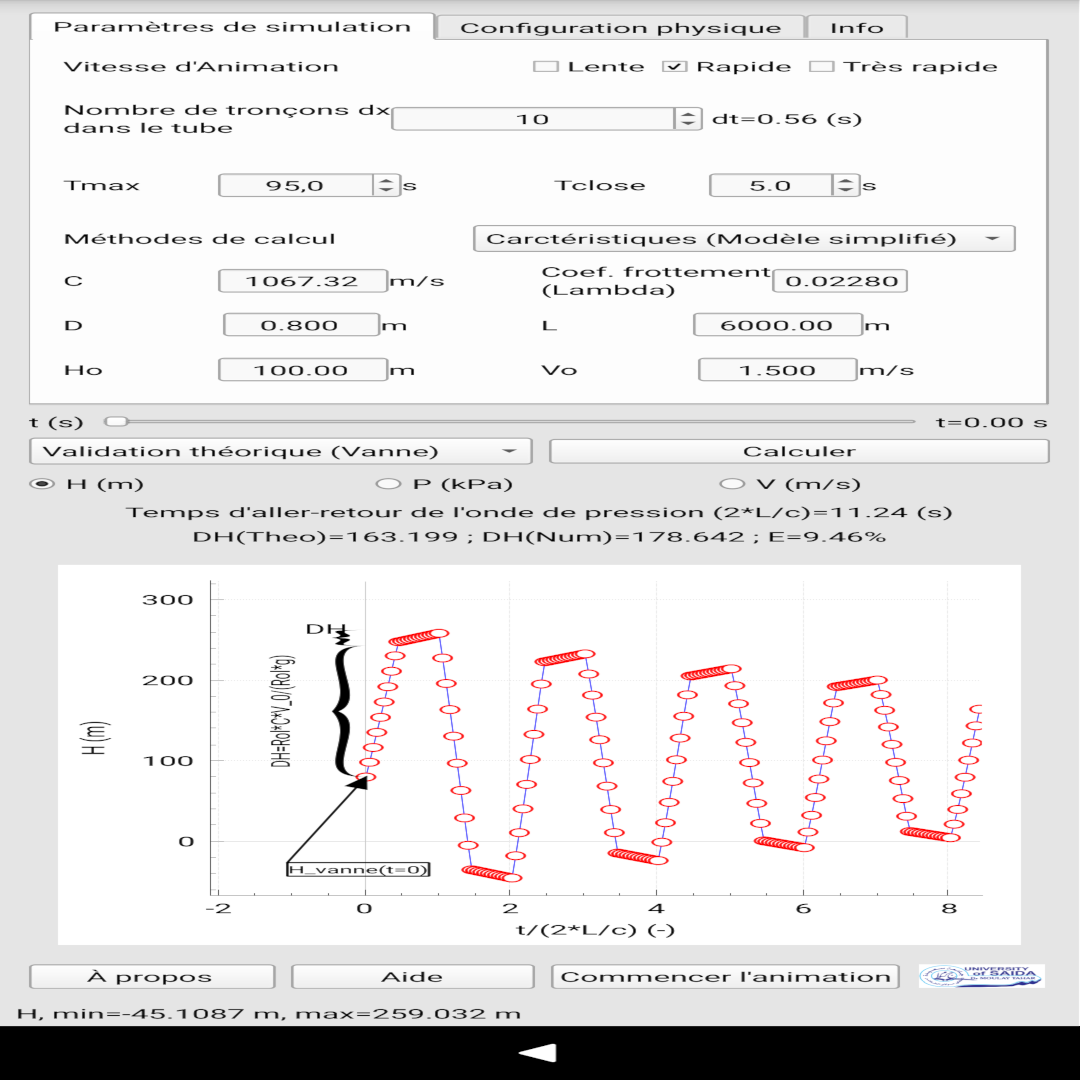 Paramètres de simulation Configuration physique Info
Vitesse d'Animation Lente Rapide Très rapide
Nombre de tronçons dx
dans le tube
10 dt=0.56 (s)
Tmax 95,0 s Tclose 5.0 s
Méthodes de calcul Carctéristiques (Modèle simplifié)
C 1067.32 m/s Coef. frottement
(Lambda) 0.02280
D 0.800 m L 6000.00 m
Ho 100.00 m Vo 1.500 m/s
t (s) t=0.00 s
Validation théorique (Vanne) Calculer
H (m) P (kPa) V (m/s)
Temps d'aller-retour de l'onde de pression (2*L/c)=11.24 (s)
DH(Theo)=163.199 ; DH(Num)=178.642 ; E=9.46%
300
DH
200
DH=Rol*C*V_0/(Rol*g)
H (m)
100
0
H_vanne(t=0)
-2 0 2 4 6 8
t/(2*L/c) (-)
À propos Aide Commencer l'animation
UNIVERSITY
of SAIDA
Dr MOULAY TAHAR
H, min=-45.1087 m, max=259.032 m